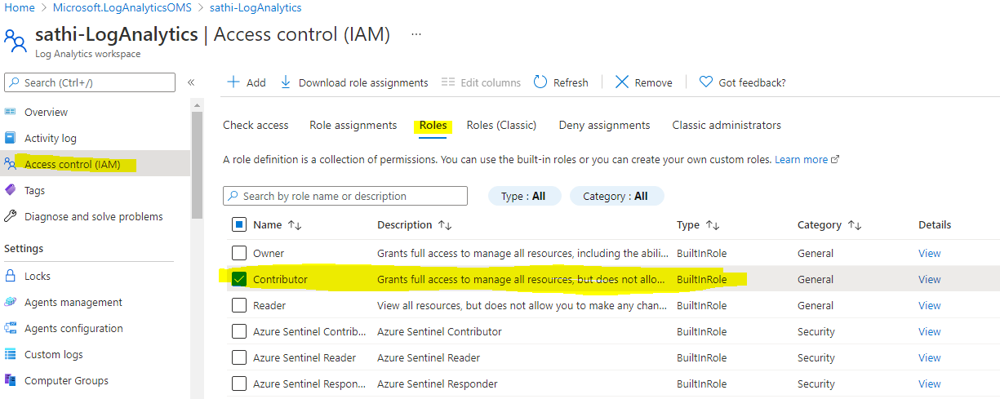 Home > Microsoft.LogAnalyticsOMS > sathi-LogAnalytics
sathi-LogAnalytics | Access control (IAM) ...
Log Analytics workspace
Search (Ctrl+/) «
Overview
Activity log
Access control (IAM)
Tags
Diagnose and solve problems
Settings
Locks
Agents management
Agents configuration
Custom logs
Computer Groups
Add Download role assignments Edit columns Refresh Remove Got feedback?
Check access Role assignments Roles Roles (Classic) Deny assignments Classic administrators
A role definition is a collection of permissions. You can use the built-in roles or you can create your own custom roles. Learn more
Search by role name or description Type : All Category : All
Name Description Type Category Details
Owner Grants full access to manage all resources, including the abili... BuiltInRole General View
Contributor Grants full access to manage all resources, but does not allo... BuiltInRole General View
Reader View all resources, but does not allow you to make any chan... BuiltInRole General View
Azure Sentinel Contrib... Azure Sentinel Contributor BuiltInRole Security View
Azure Sentinel Reader Azure Sentinel Reader BuiltInRole Security View
Azure Sentinel Respon... Azure Sentinel Responder BuiltInRole Security View